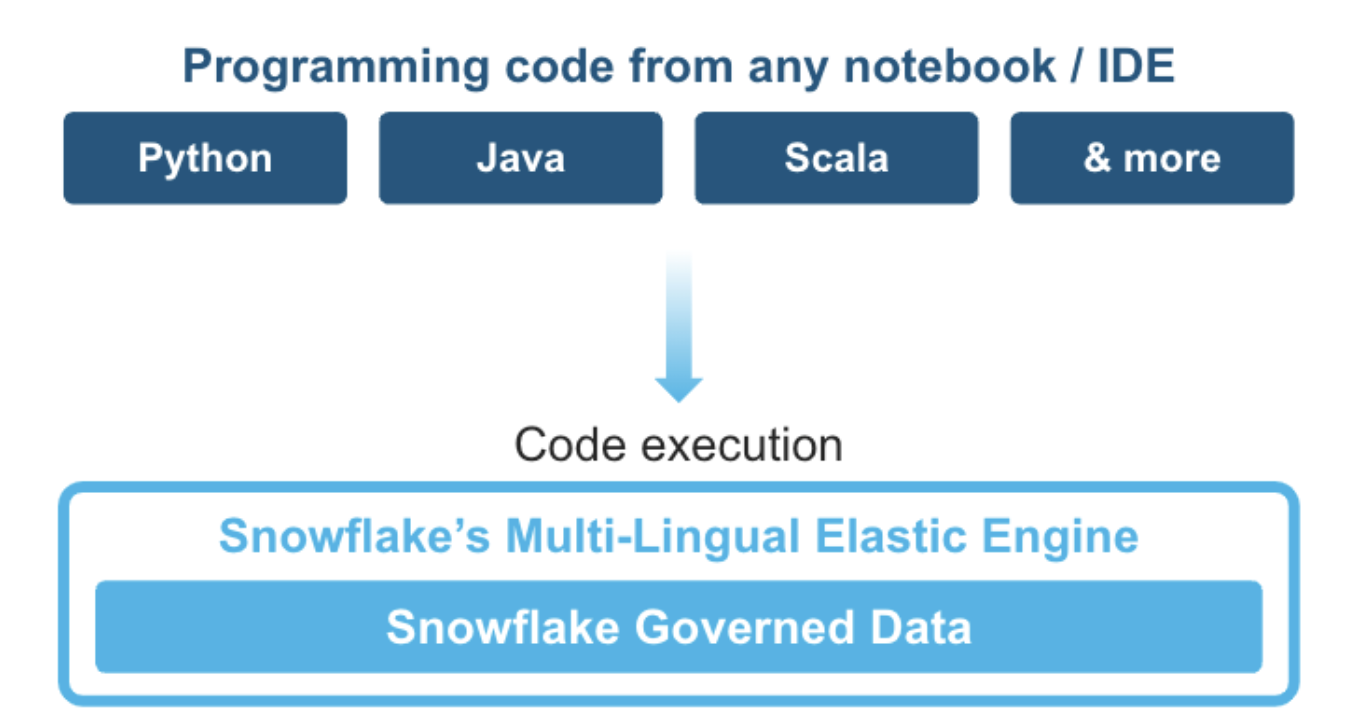 Programming code from any notebook / IDE
Python
Java
Scala
& more
Code execution
Snowflake’s Multi-Lingual Elastic Engine
Snowflake Governed Data